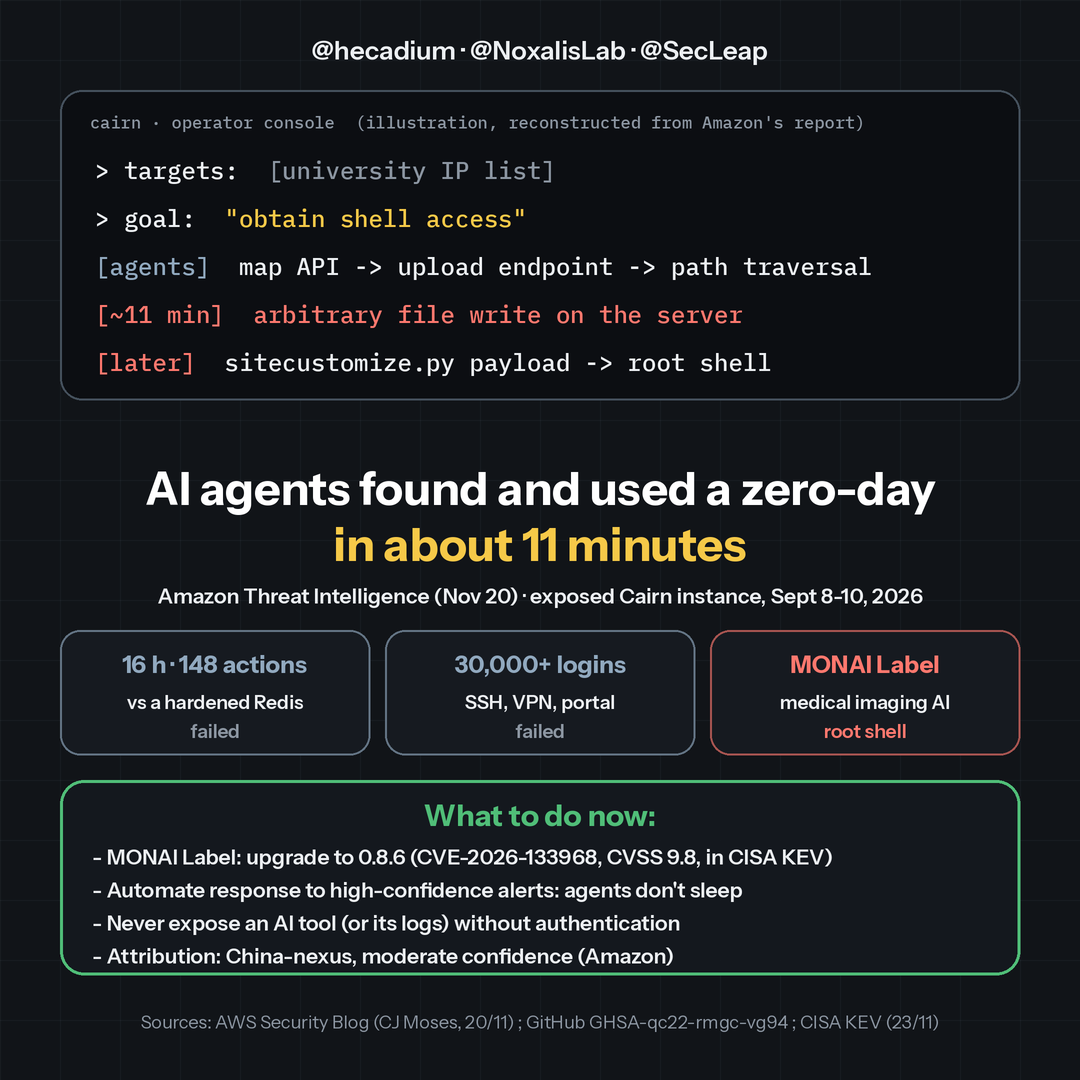 @hecadium · @NoxalisLab · @SecLeap
cairn · operator console (illustration, reconstructed from Amazon's report)
> targets: [university IP list]
> goal: "obtain shell access"
[agents] map API -> upload endpoint -> path traversal
[~11 min] arbitrary file write on the server
[later] sitecustomize.py payload -> root shell
AI agents found and used a zero-day
in about 11 minutes
Amazon Threat Intelligence (Nov 20) · exposed Cairn instance, Sept 8-10, 2026
16 h · 148 actions
vs a hardened Redis
failed
30,000+ logins
SSH, VPN, portal
failed
MONAI Label
medical imaging AI
root shell
What to do now:
- MONAI Label: upgrade to 0.8.6 (CVE-2026-133968, CVSS 9.8, in CISA KEV)
- Automate response to high-confidence alerts: agents don't sleep
- Never expose an AI tool (or its logs) without authentication
- Attribution: China-nexus, moderate confidence (Amazon)
Sources: AWS Security Blog (CJ Moses, 20/11) ; GitHub GHSA-qc22-rmgc-vg94 ; CISA KEV (23/11)